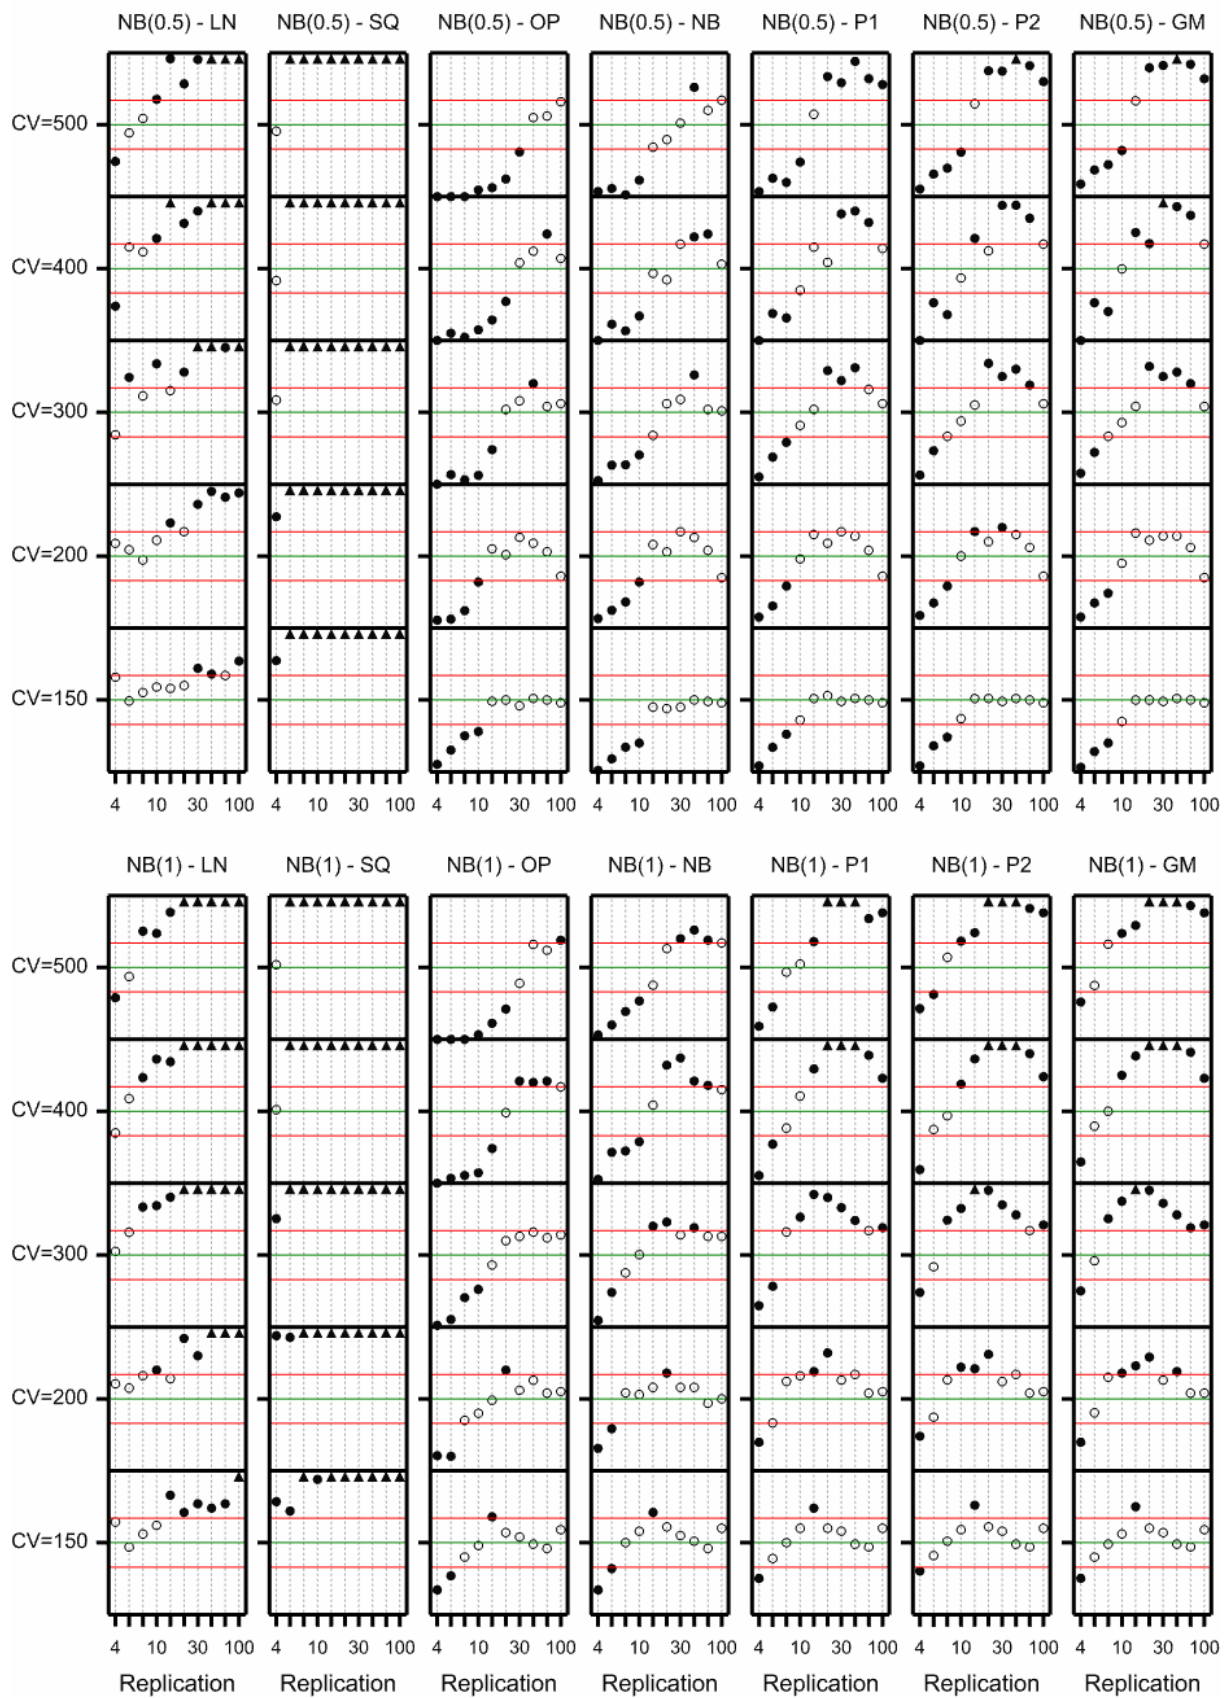 NB(0.5) - LN NB(0.5) - SQ NB(0.5) - OP NB(0.5) - NB NB(0.5) - P1 NB(0.5) - P2 NB(0.5) - GM
CV=500
CV=400
CV=300
CV=200
CV=150
4 10 30 100 4 10 30 100 4 10 30 100 4 10 30 100 4 10 30 100 4 10 30 100 4 10 30 100
NB(1) - LN NB(1) - SQ NB(1) - OP NB(1) - NB NB(1) - P1 NB(1) - P2 NB(1) - GM
CV=500
CV=400
CV=300
CV=200
CV=150
4 10 30 100 4 10 30 100 4 10 30 100 4 10 30 100 4 10 30 100 4 10 30 100 4 10 30 100
Replication Replication Replication Replication Replication Replication Replication